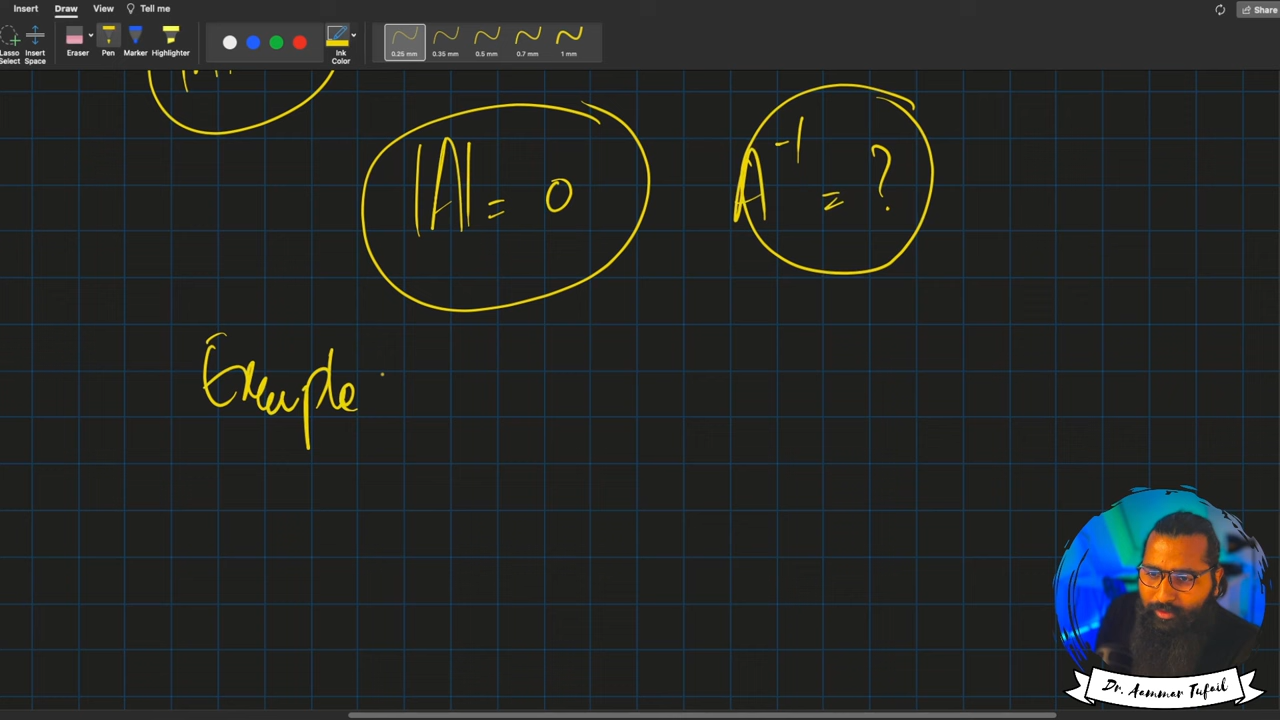 Insert Draw View Tell me
Share
Lasso Select
Insert Space
Eraser
Pen
Marker
Highlighter
Ink Color
0.25 mm
0.35 mm
0.5 mm
0.7 mm
1 mm
|A| = 0
A⁻¹ = ?
Example
Dr. Aammar Tufail